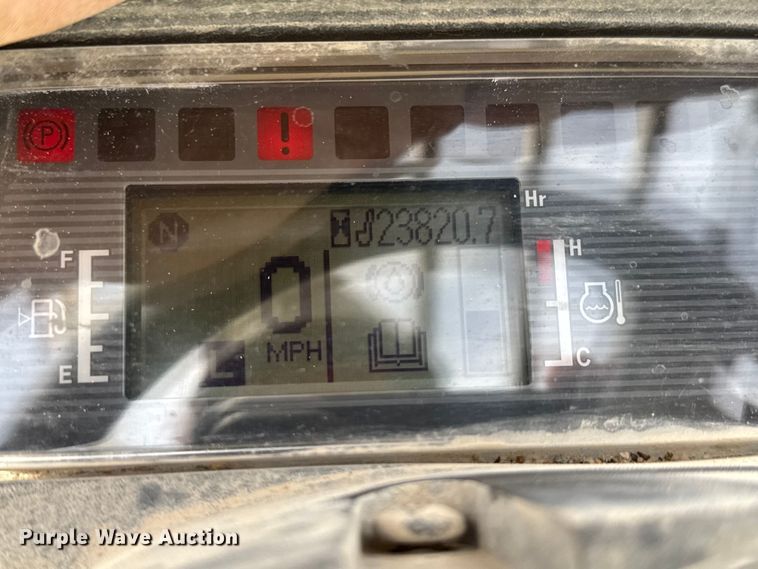 P
!
Hr
N
23820.7
F
H
0
MPH
E
C
Purple Wave Auction